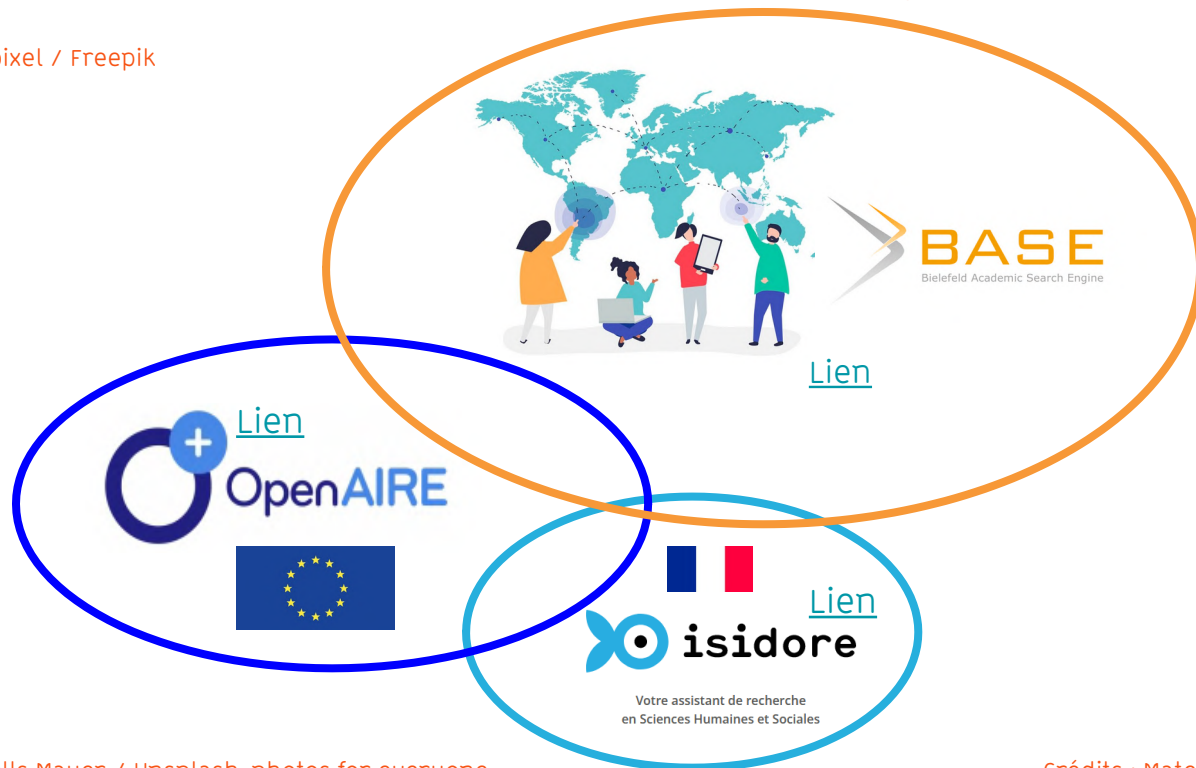 pixel / Freepik
BASE
Bielefeld Academic Search Engine
Lien
Lien
OpenAIRE
Lien
isidore
Votre assistant de recherche
en Sciences Humaines et Sociales